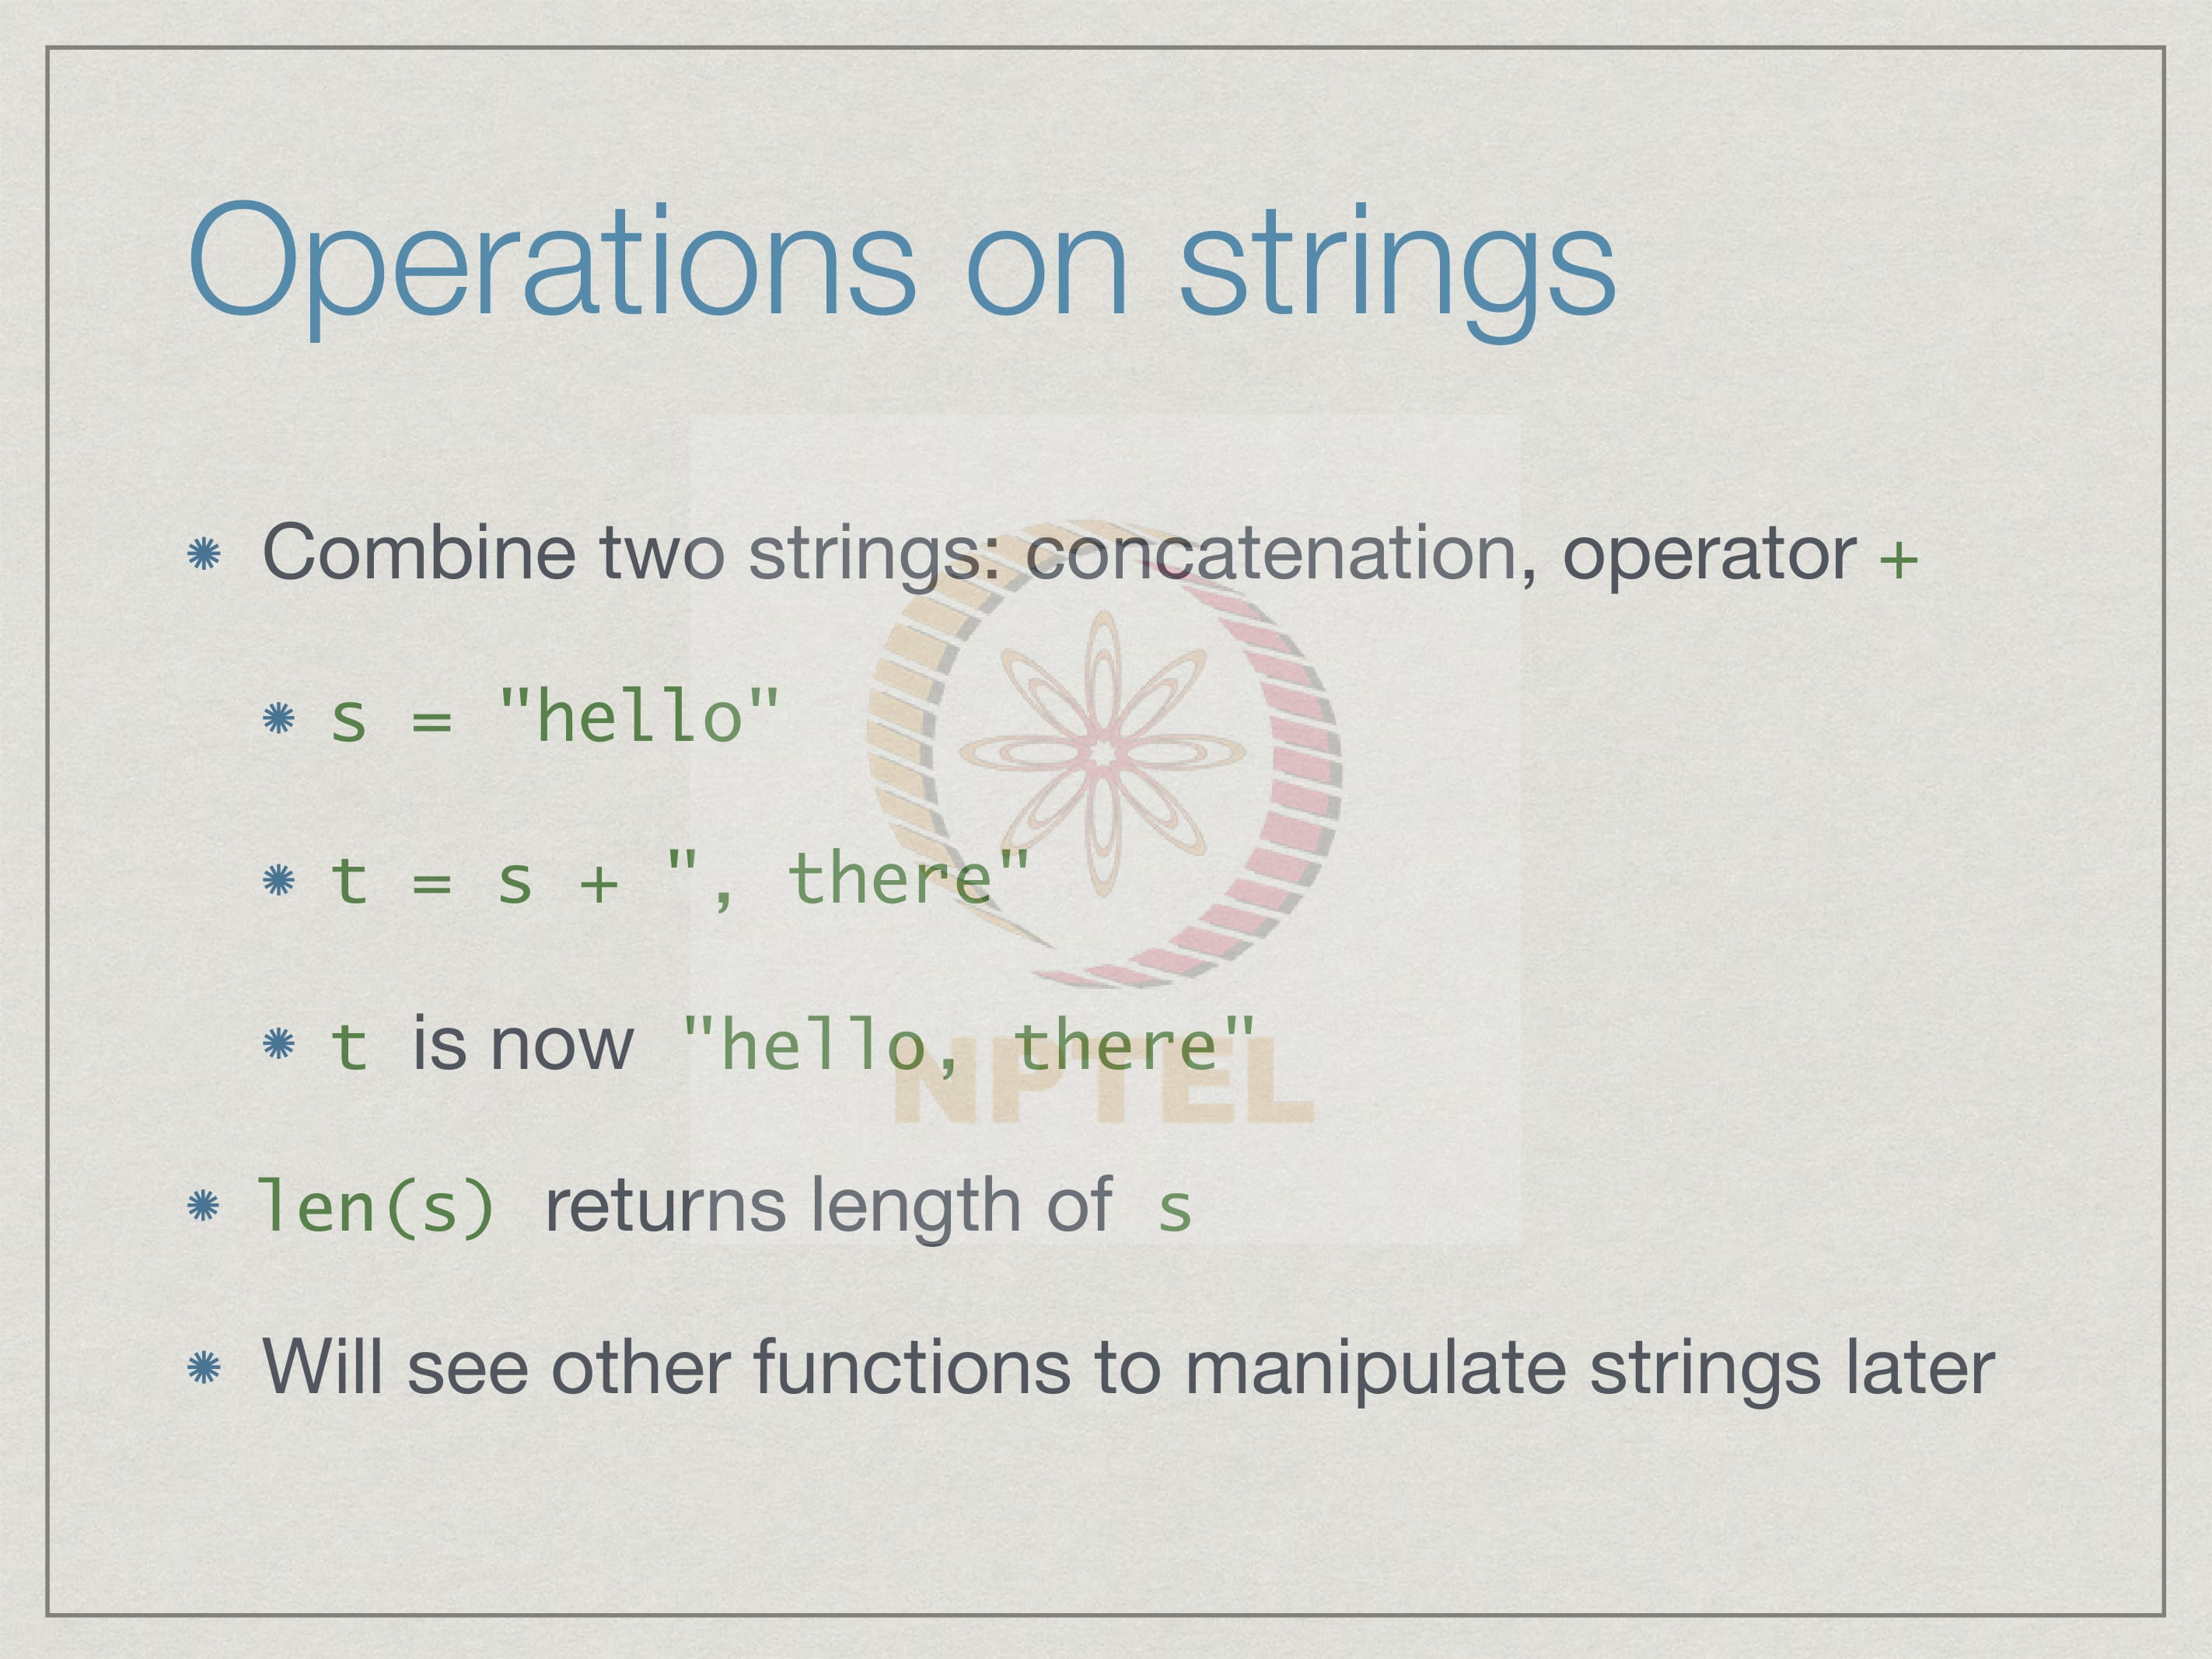 Operations on strings
Combine two strings: concatenation, operator +
s = "hello"
t = s + ", there"
t is now "hello, there"
NPTEL
len(s) returns length of s
Will see other functions to manipulate strings later